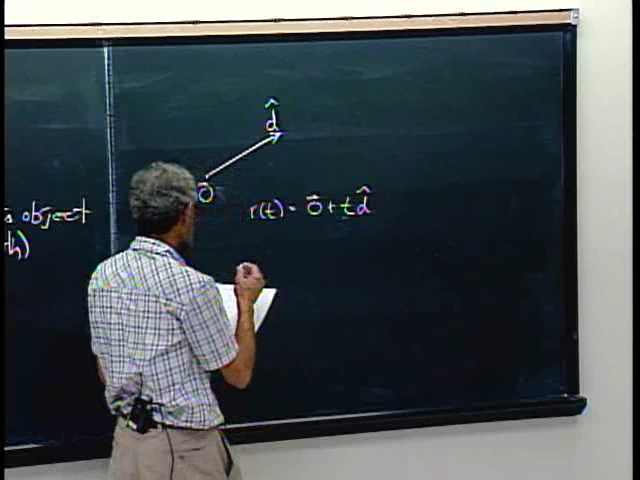 d̂
o⃗
r(t) = o⃗ + t d̂
object